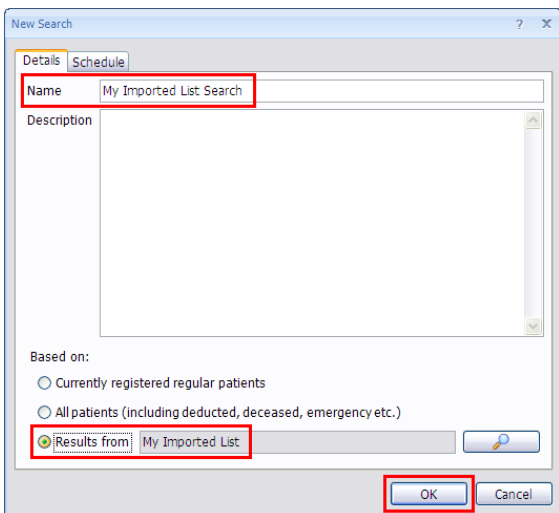 New Search ? X
Details Schedule
Name My Imported List Search
Description
Based on:
Currently registered regular patients
All patients (including deducted, deceased, emergency etc.)
Results from My Imported List
OK Cancel